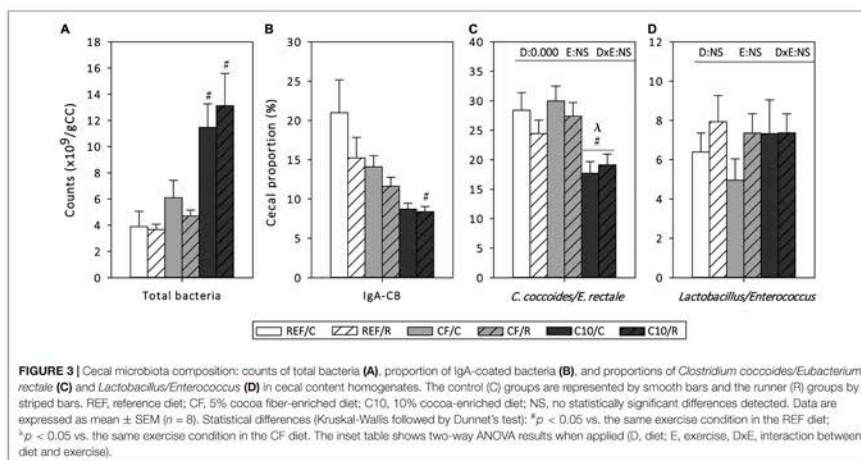 A B C D
18
16
14
12
10
8
6
4
2
0
Counts (x10⁹/gCC)
# #
Total bacteria
30
25
20
15
10
5
0
Cecal proportion (%)
#
IgA-CB
D:0.000 E:NS DxE:NS
40
35
30
25
20
15
10
5
0
λ
#
C. coccoides/E. rectale
D:NS E:NS DxE:NS
12
10
8
6
4
2
0
Lactobacillus/Enterococcus
REF/C REF/R CF/C CF/R C10/C C10/R
FIGURE 3 | Cecal microbiota composition: counts of total bacteria (A), proportion of IgA-coated bacteria (B), and proportions of Clostridium coccoides/Eubacterium
rectale (C) and Lactobacillus/Enterococcus (D) in cecal content homogenates. The control (C) groups are represented by smooth bars and the runner (R) groups by
striped bars. REF, reference diet; CF, 5% cocoa fiber-enriched diet; C10, 10% cocoa-enriched diet; NS, no statistically significant differences detected. Data are
expressed as mean ± SEM (n = 8). Statistical differences (Kruskal-Wallis followed by Dunnet's test): #p < 0.05 vs. the same exercise condition in the REF diet;
λp < 0.05 vs. the same exercise condition in the CF diet. The inset table shows two-way ANOVA results when applied (D, diet; E, exercise, DxE, interaction between
diet and exercise).